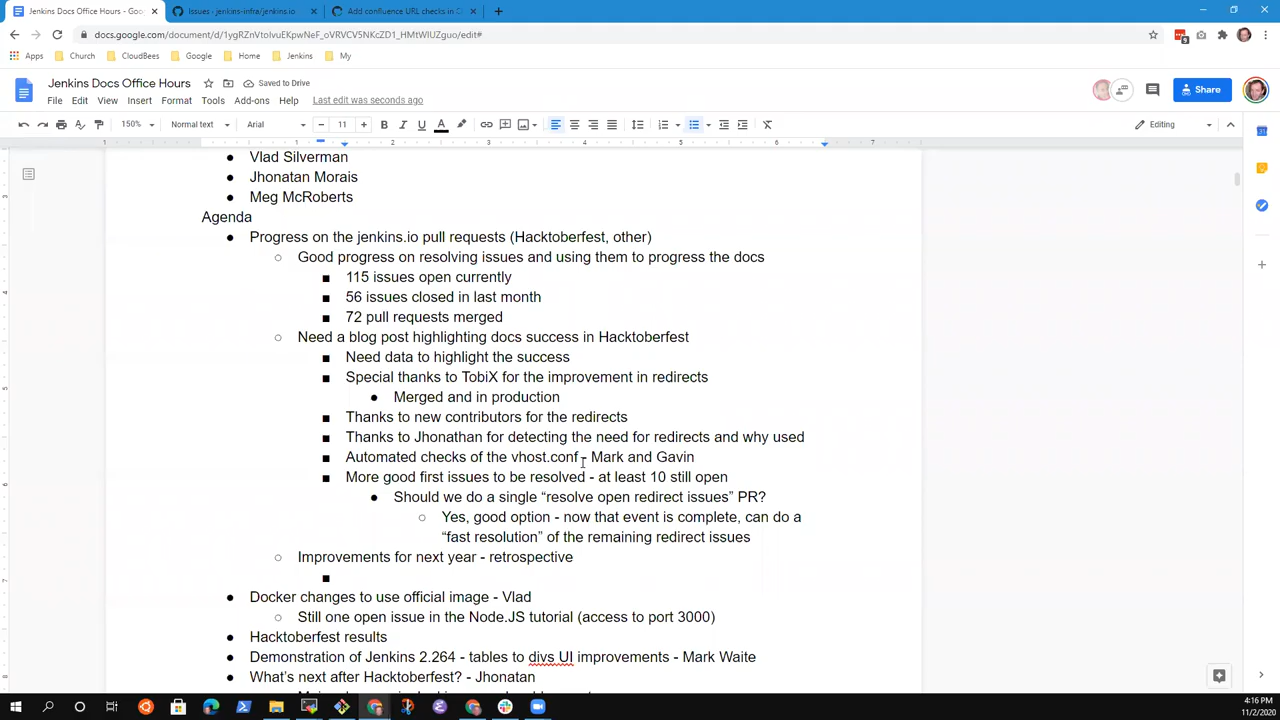 Jenkins Docs Office Hours - Goo
Issues · jenkins-infra/jenkins.io
Add confluence URL checks in C
docs.google.com/document/d/1ygRZnVtoIvuEKpwNeF_oVRVCV5NKcZD1_HMtWIUZguo/edit#
Apps
Church
CloudBees
Google
Home
Jenkins
My
Jenkins Docs Office Hours
Saved to Drive
File Edit View Insert Format Tools Add-ons Help Last edit was seconds ago
Share
150% Normal text Arial 11 Editing
1 1 2 3 4 5 6 7
● Vlad Silverman
● Jhonatan Morais
● Meg McRoberts
Agenda
● Progress on the jenkins.io pull requests (Hacktoberfest, other)
○ Good progress on resolving issues and using them to progress the docs
■ 115 issues open currently
■ 56 issues closed in last month
■ 72 pull requests merged
○ Need a blog post highlighting docs success in Hacktoberfest
■ Need data to highlight the success
■ Special thanks to TobiX for the improvement in redirects
● Merged and in production
■ Thanks to new contributors for the redirects
■ Thanks to Jhonathan for detecting the need for redirects and why used
■ Automated checks of the vhost.conf - Mark and Gavin
■ More good first issues to be resolved - at least 10 still open
● Should we do a single “resolve open redirect issues” PR?
○ Yes, good option - now that event is complete, can do a
“fast resolution” of the remaining redirect issues
○ Improvements for next year - retrospective
■
● Docker changes to use official image - Vlad
○ Still one open issue in the Node.JS tutorial (access to port 3000)
● Hacktoberfest results
● Demonstration of Jenkins 2.264 - tables to divs UI improvements - Mark Waite
● What’s next after Hacktoberfest? - Jhonatan
4:16 PM
11/2/2020